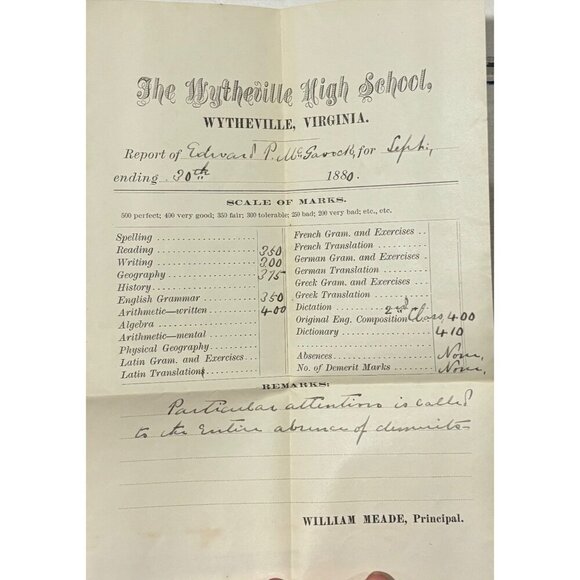 The Wytheville High School,
WYTHEVILLE, VIRGINIA.
Report of Edward P. McGavock, for Sept.,
ending 30th 1880.
SCALE OF MARKS.
500 perfect; 400 very good; 350 fair; 300 tolerable; 250 bad; 200 very bad; etc., etc.
Spelling
Reading 350
Writing 300
Geography 375
History
English Grammar 350
Arithmetic—written 400
Algebra
Arithmetic—mental
Physical Geography
Latin Gram. and Exercises
Latin Translations
French Gram. and Exercises
French Translation
German Gram. and Exercises
German Translation
Greek Gram. and Exercises
Greek Translation
Dictation 2nd
Original Eng. Composition Class, 400
Dictionary 410
Absences None,
No. of Demerit Marks None,
REMARKS:
Particular attention is called
to the entire absence of demerits
WILLIAM MEADE, Principal.